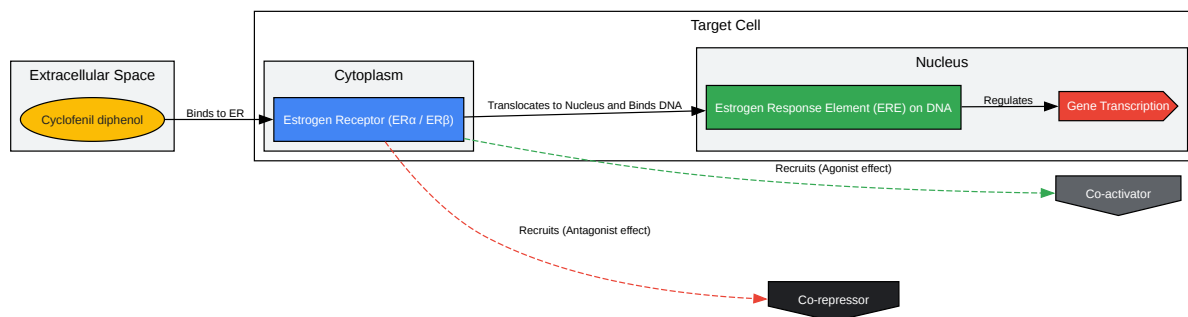 Target Cell
Extracellular Space
Cytoplasm
Nucleus
Cyclofenil diphenol
Binds to ER
Estrogen Receptor (ERα / ERβ)
Translocates to Nucleus and Binds DNA
Estrogen Response Element (ERE) on DNA
Regulates
Gene Transcription
Recruits (Agonist effect)
Co-activator
Recruits (Antagonist effect)
Co-repressor